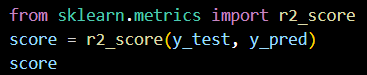 from sklearn.metrics import r2_score
score = r2_score(y_test, y_pred)
score